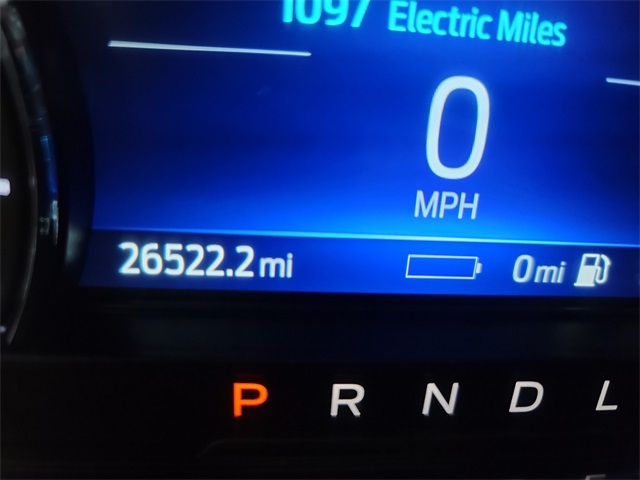 1097 Electric Miles
0
MPH
26522.2 mi 0 mi
P R N D L